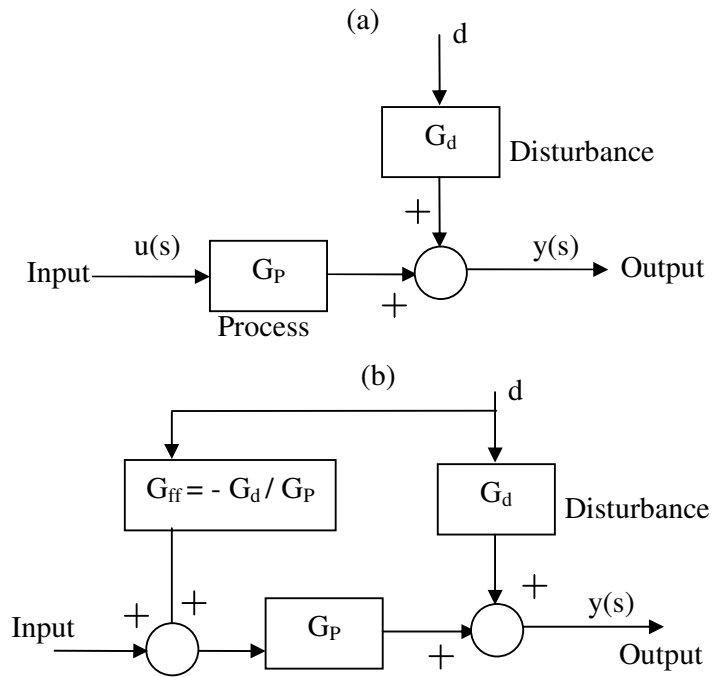 (a)
d
G_d
Disturbance
+
u(s)
y(s)
Input
G_P
Output
+
Process
(b)
d
G_ff = - G_d / G_P
G_d
Disturbance
+ +
+
y(s)
Input
G_P
+
Output